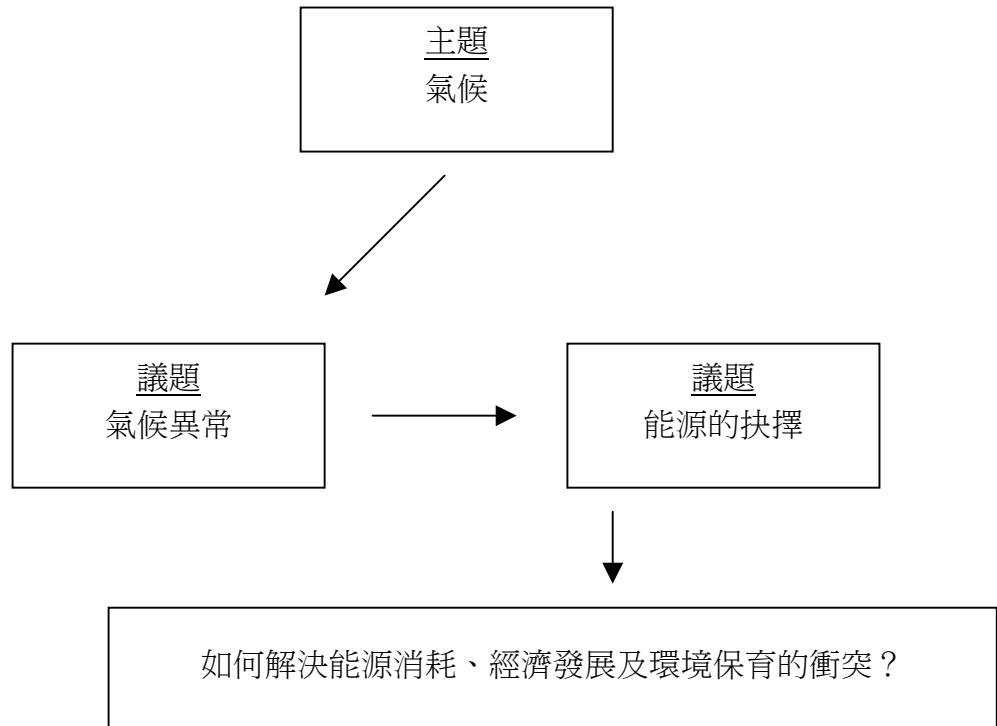 主題
氣候
議題
氣候異常
議題
能源的抉擇
如何解決能源消耗、經濟發展及環境保育的衝突？